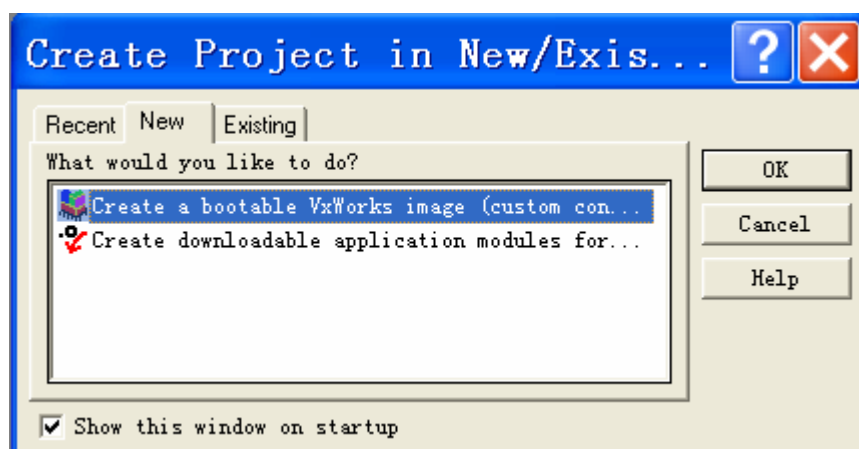 Create Project in New/Exis...
Recent New Existing
What would you like to do?
OK
Create a bootable VxWorks image (custom con...
Cancel
Create downloadable application modules for...
Help
Show this window on startup